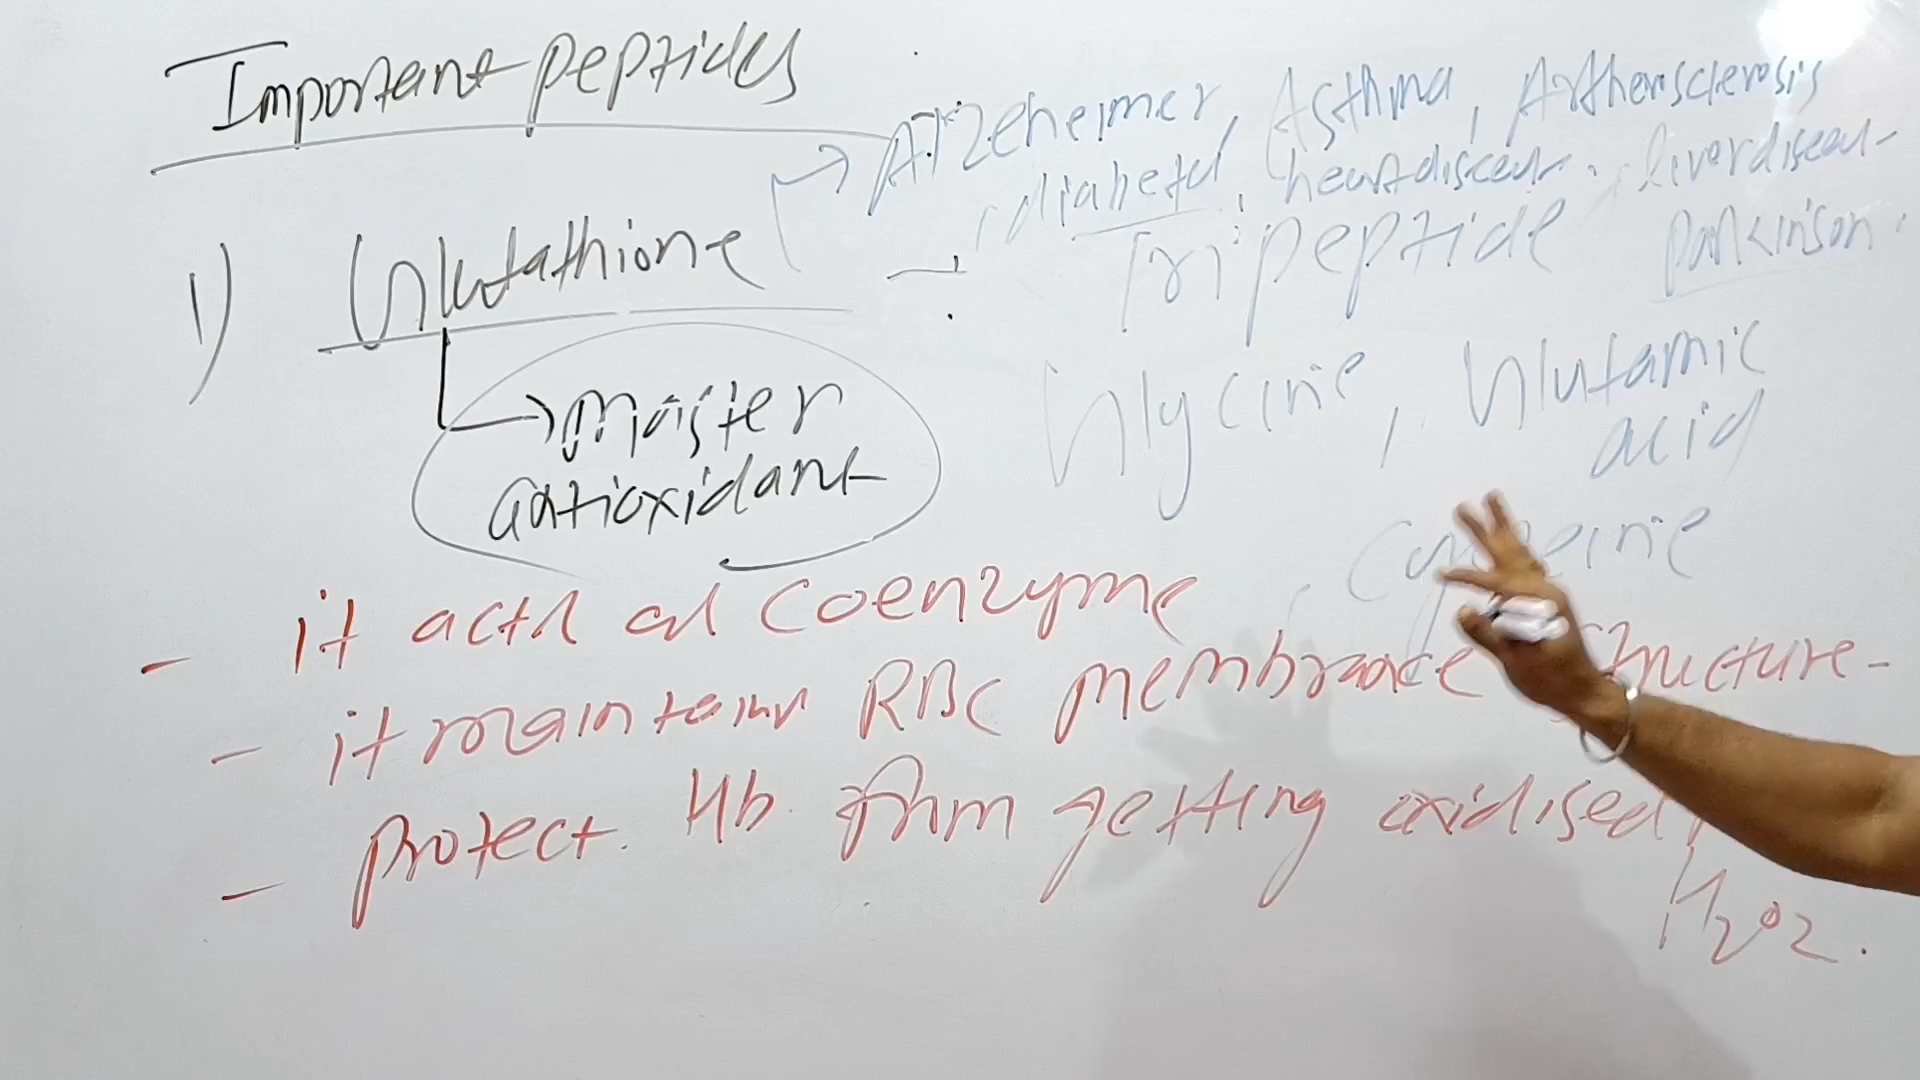 Important peptides
→ Alzeheimer, Asthma, Artherosclerosis
diabetes, heart disease, liver disease
1) Glutathione → Tripeptide Parkinson.
→ master antioxidant
Glycine, Glutamic acid
, Cysteine
- it acts as coenzyme
- it maintains RBC membrane structure-
- protect Hb from getting oxidised
H2O2.